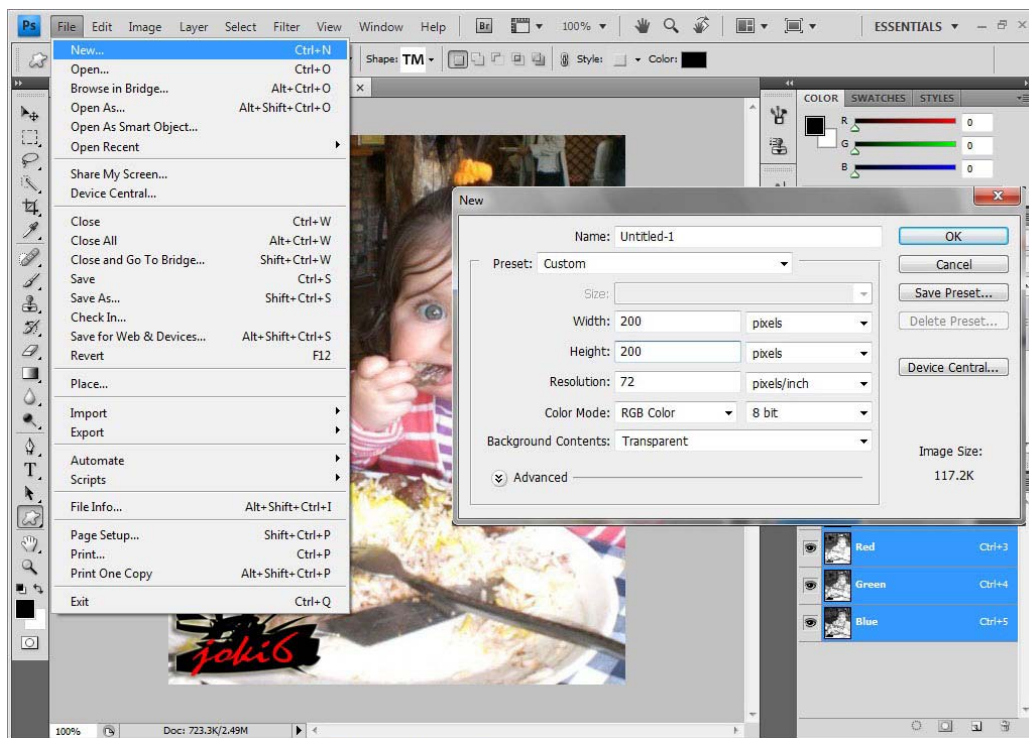 Ps File Edit Image Layer Select Filter View Window Help Br 100% ESSENTIALS
Shape: TM Style: Color:
New... Ctrl+N
Open... Ctrl+O
Browse in Bridge... Alt+Ctrl+O
Open As... Alt+Shift+Ctrl+O
Open As Smart Object...
Open Recent
Share My Screen...
Device Central...
Close Ctrl+W
Close All Alt+Ctrl+W
Close and Go To Bridge... Shift+Ctrl+W
Save Ctrl+S
Save As... Shift+Ctrl+S
Check In...
Save for Web & Devices... Alt+Shift+Ctrl+S
Revert F12
Place...
Import
Export
Automate
Scripts
File Info... Alt+Shift+Ctrl+I
Page Setup... Shift+Ctrl+P
Print... Ctrl+P
Print One Copy Alt+Shift+Ctrl+P
Exit Ctrl+Q
COLOR SWATCHES STYLES
R 0
G 0
B 0
New
Name: Untitled-1
Preset: Custom
Size:
Width: 200 pixels
Height: 200 pixels
Resolution: 72 pixels/inch
Color Mode: RGB Color 8 bit
Background Contents: Transparent
Advanced
OK
Cancel
Save Preset...
Delete Preset...
Device Central...
Image Size:
117.2K
Red Ctrl+3
Green Ctrl+4
Blue Ctrl+5
T
joki6
100% Doc: 723.3K/2.49M